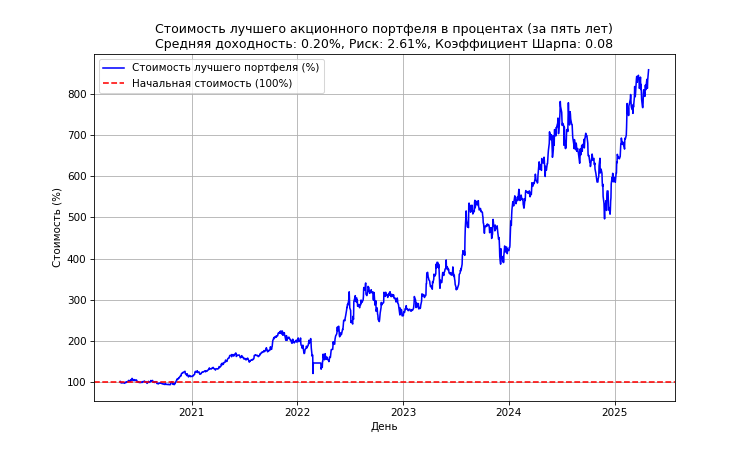 Стоимость лучшего акционного портфеля в процентах (за пять лет)
Средняя доходность: 0.20%, Риск: 2.61%, Коэффициент Шарпа: 0.08
Стоимость лучшего портфеля (%)
Начальная стоимость (100%)
Стоимость (%)
800
700
600
500
400
300
200
100
2021 2022 2023 2024 2025
День